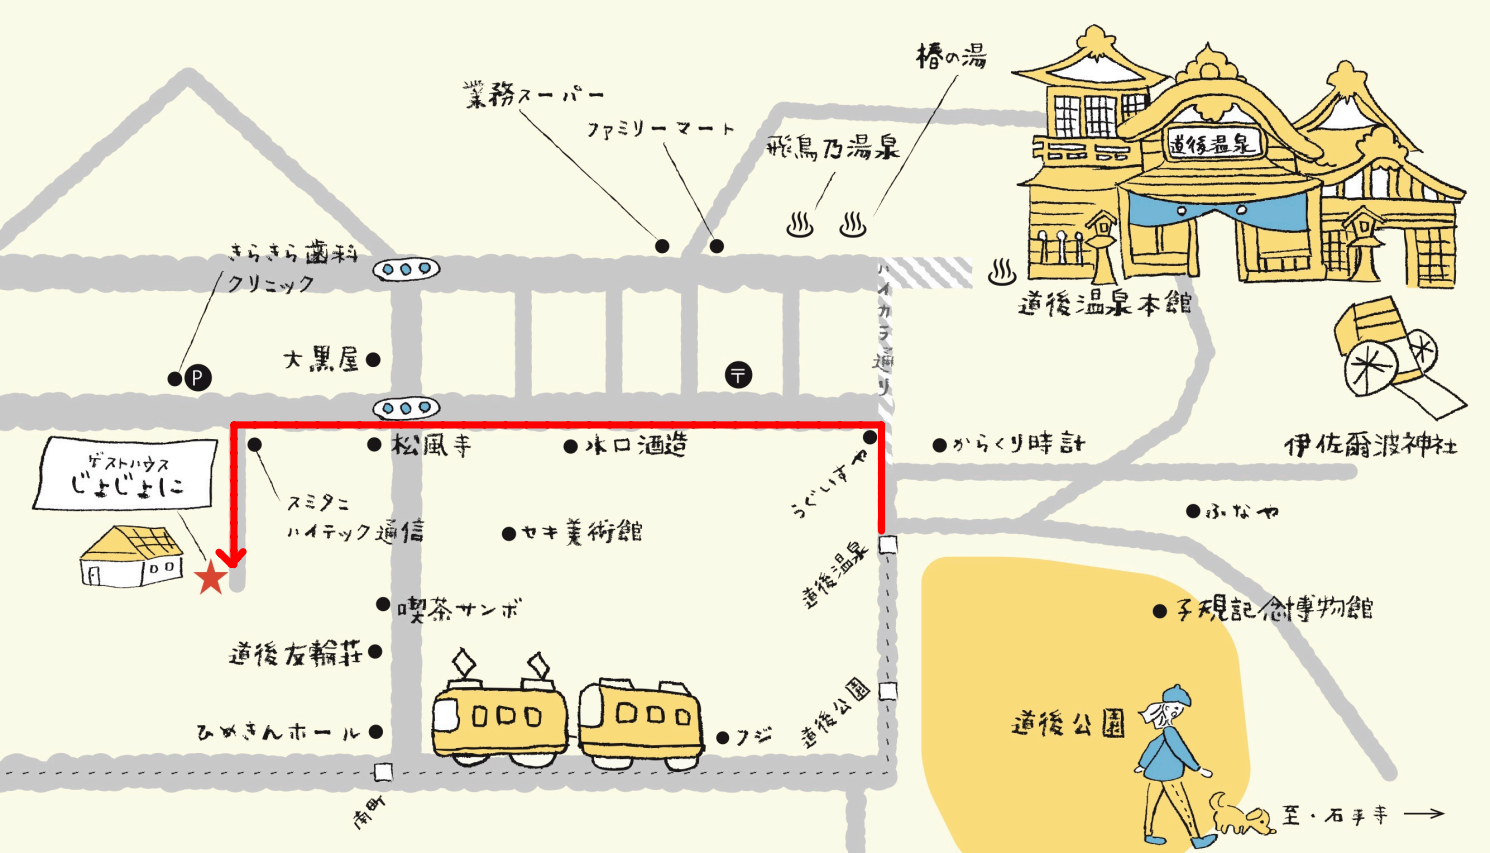 椿の湯
業務スーパー
ファミリーマート
飛鳥乃湯泉
道後温泉
きらきら歯科
クリニック
道後温泉本館
ハイカラ通り
大黒屋
P
〒
松風寺
水口酒造
うぐいすや
からくり時計
伊佐爾波神社
ゲストハウス
じょじょに
スミタニ
ハイテック通信
セキ美術館
ふなや
道後温泉
喫茶サンボ
子規記念博物館
道後友輪荘
道後公園
道後公園
ひめぎんホール
フジ
南町
至・石手寺